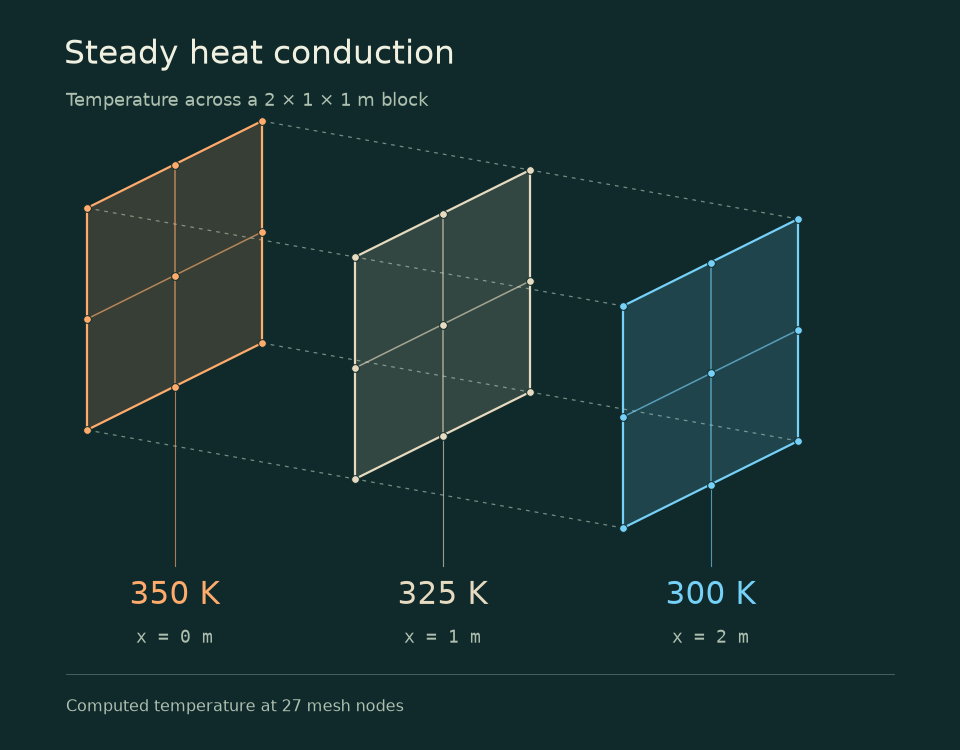 Steady heat conduction
Temperature across a 2 × 1 × 1 m block
350 K
325 K
300 K
x = 0 m
x = 1 m
x = 2 m
Computed temperature at 27 mesh nodes